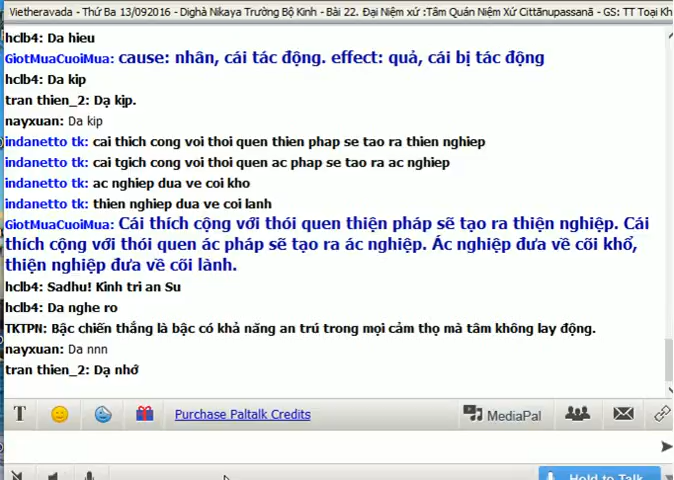 Vietheravada - Thứ Ba 13/092016 - Dighà Nikaya Trường Bộ Kinh - Bài 22. Đại Niệm xứ :Tâm Quán Niệm Xứ Cittānupassanā - GS: TT Toại
hclb4: Da hieu
GiotMuaCuoiMua: cause: nhân, cái tác động. effect: quả, cái bị tác động
hclb4: Da kip
tran thien_2: Dạ kịp.
nayxuan: Da kip
indanetto tk: cai thich cong voi thoi quen thien phap se tao ra thien nghiep
indanetto tk: cai tgich cong voi thoi quen ac phap se tao ra ac nghiep
indanetto tk: ac nghiep dua ve coi kho
indanetto tk: thien nghiep dua ve coi lanh
GiotMuaCuoiMua: Cái thích cộng với thói quen thiện pháp sẽ tạo ra thiện nghiệp. Cái
thích cộng với thói quen ác pháp sẽ tạo ra ác nghiệp. Ác nghiệp đưa về cõi khổ,
thiện nghiệp đưa về cõi lành.
hclb4: Sadhu! Kinh tri an Su
hclb4: Da nghe ro
TKTPN: Bậc chiến thắng là bậc có khả năng an trú trong mọi cảm thọ mà tâm không lay động.
nayxuan: Da nnn
tran thien_2: Dạ nhớ
T Purchase Paltalk Credits MediaPal
Hold to Talk